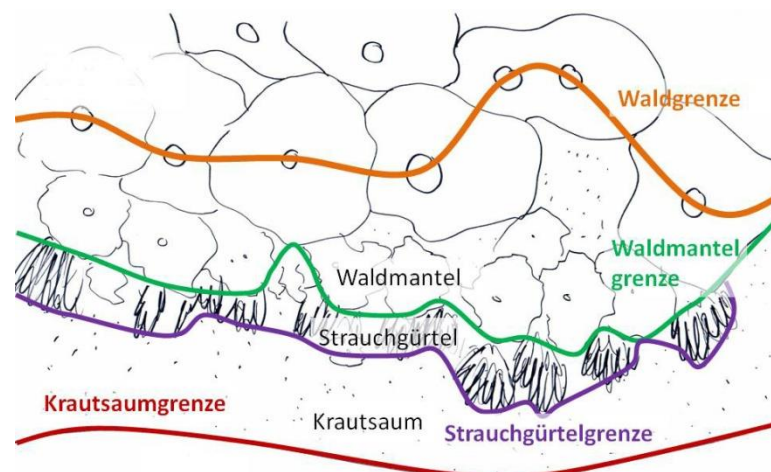 Waldgrenze
Waldmantel
grenze
Waldmantel
Strauchgürtel
Krautsaumgrenze
Krautsaum
Strauchgürtelgrenze